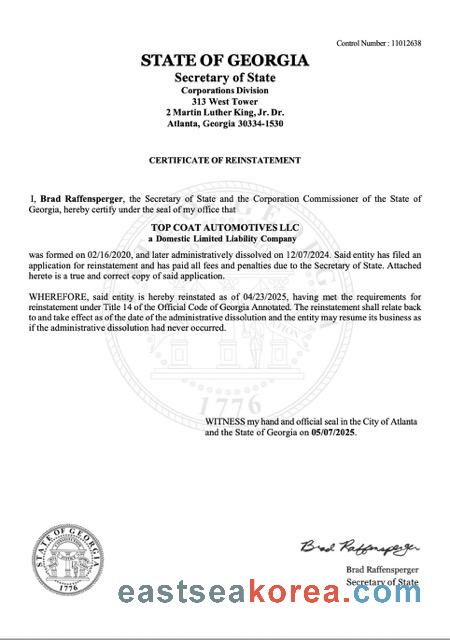 Control Number : 11012638
STATE OF GEORGIA
Secretary of State
Corporations Division
313 West Tower
2 Martin Luther King, Jr. Dr.
Atlanta, Georgia 30334-1530
CERTIFICATE OF REINSTATEMENT
I, Brad Raffensperger, the Secretary of State and the Corporation Commissioner of the State of
Georgia, hereby certify under the seal of my office that
TOP COAT AUTOMOTIVES LLC
a Domestic Limited Liability Company
was formed on 02/16/2020, and later administratively dissolved on 12/07/2024. Said entity has filed an
application for reinstatement and has paid all fees and penalties due to the Secretary of State. Attached
hereto is a true and correct copy of said application.
WHEREFORE, said entity is hereby reinstated as of 04/23/2025, having met the requirements for
reinstatement under Title 14 of the Official Code of Georgia Annotated. The reinstatement shall relate back
to and take effect as of the date of the administrative dissolution and the entity may resume its business as
if the administrative dissolution had never occurred.
1776
WITNESS my hand and official seal in the City of Atlanta
and the State of Georgia on 05/07/2025.
STATE OF GEORGIA
1776
Brad Raffensperger
Brad Raffensperger
Secretary of State
eastseakorea.com